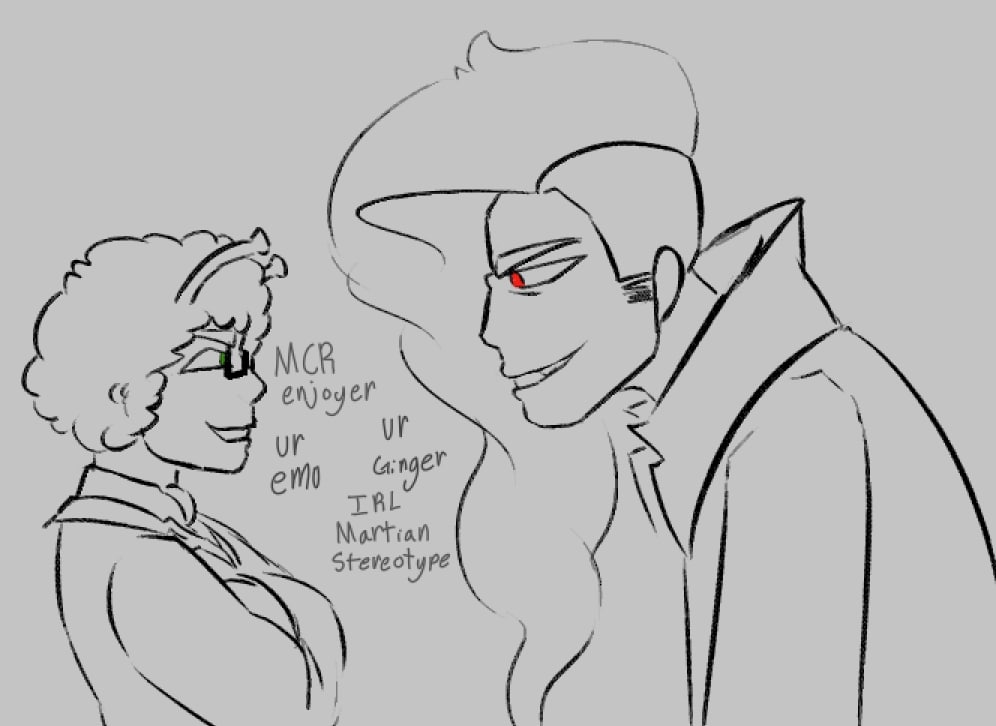 MCR
enjoyer
ur
emo
ur
Ginger
IRL
Martian
Stereotype